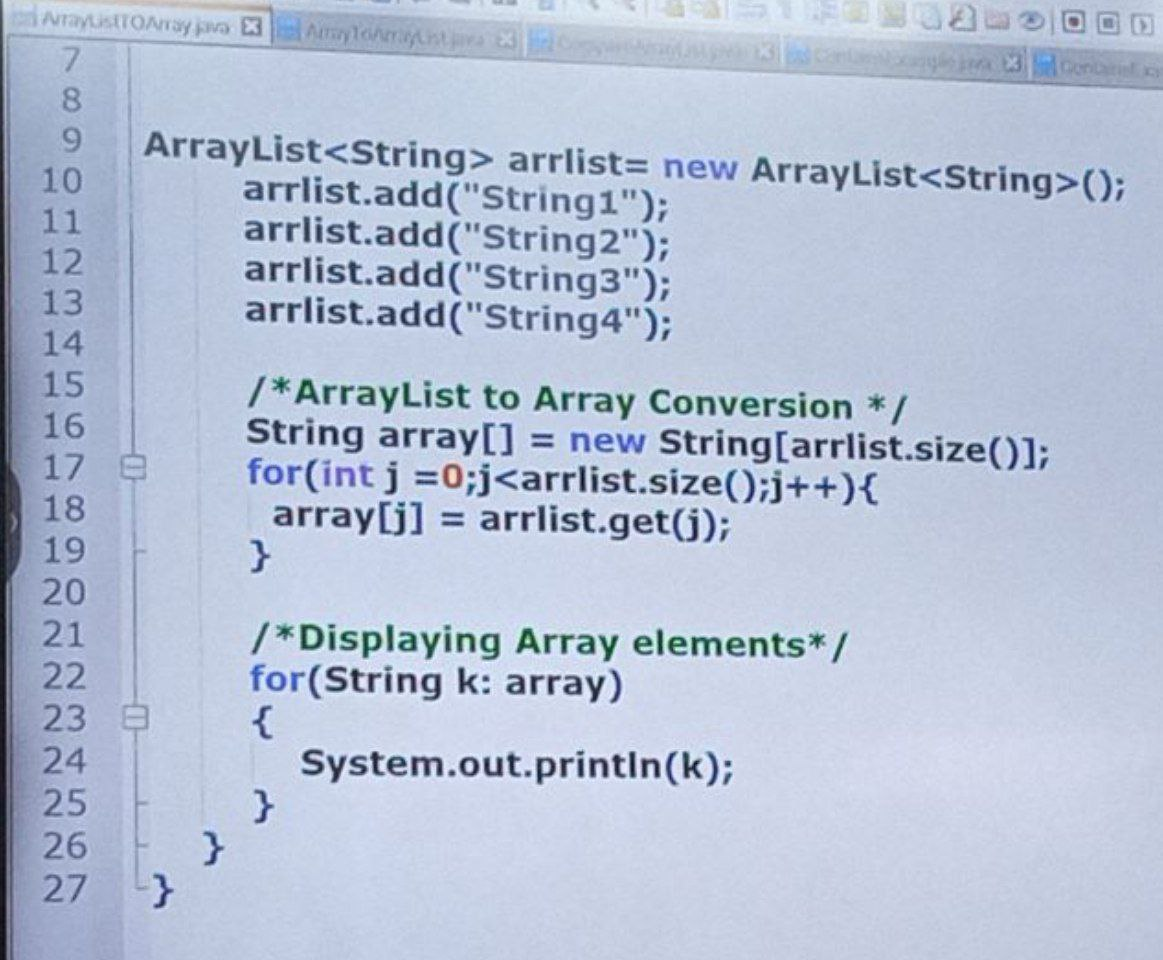 ArrayListTOArray.java ArrayToArrayList.java
7
8
9 ArrayList<String> arrlist= new ArrayList<String>();
10 arrlist.add("String1");
11 arrlist.add("String2");
12 arrlist.add("String3");
13 arrlist.add("String4");
14
15 /*ArrayList to Array Conversion */
16 String array[] = new String[arrlist.size()];
17 for(int j =0;j<arrlist.size();j++){
18 array[j] = arrlist.get(j);
19 }
20
21 /*Displaying Array elements*/
22 for(String k: array)
23 {
24 System.out.println(k);
25 }
26 }
27 }